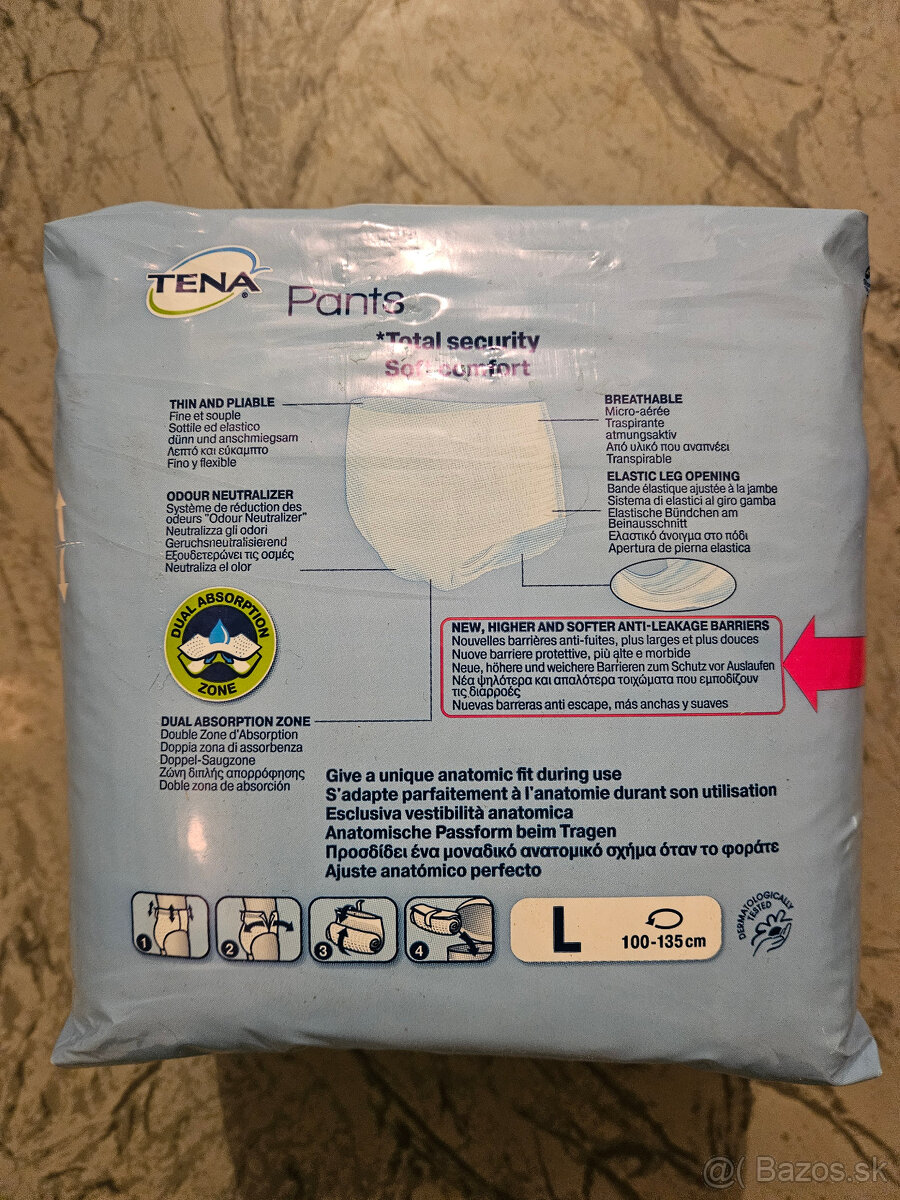 TENA
Pants
*Total security
Soft comfort
THIN AND PLIABLE
Fine et souple
Sottile ed elastico
dünn und anschmiegsam
Λεπτό και εύκαμπτο
Fino y flexible
BREATHABLE
Micro-aérée
Traspirante
atmungsaktiv
Από υλικό που αναπνέει
Transpirable
ODOUR NEUTRALIZER
Système de réduction des
odeurs "Odour Neutralizer"
Neutralizza gli odori
Geruchsneutralisierend
Εξουδετερώνει τις οσμές
Neutraliza el olor
ELASTIC LEG OPENING
Bande élastique ajustée à la jambe
Sistema di elastici al giro gamba
Elastische Bündchen am
Beinausschnitt
Ελαστικό άνοιγμα στο πόδι
Apertura de pierna elastica
DUAL ABSORPTION
ZONE
NEW, HIGHER AND SOFTER ANTI-LEAKAGE BARRIERS
Nouvelles barrières anti-fuites, plus larges et plus douces
Nuove barriere protettive, più alte e morbide
Neue, höhere und weichere Barrieren zum Schutz vor Auslaufen
Νέα ψηλότερα και απαλότερα τοιχώματα που εμποδίζουν
τις διαρροές
Nuevas barreras anti escape, más anchas y suaves
DUAL ABSORPTION ZONE
Double Zone d'Absorption
Doppia zona di assorbenza
Doppel-Saugzone
Ζώνη διπλής απορρόφησης
Doble zona de absorción
Give a unique anatomic fit during use
S'adapte parfaitement à l'anatomie durant son utilisation
Esclusiva vestibilità anatomica
Anatomische Passform beim Tragen
Προσδίδει ένα μοναδικό ανατομικό σχήμα όταν το φοράτε
Ajuste anatómico perfecto
1
2
3
4
L
100-135cm
DERMATOLOGICALLY
TESTED
@( Bazos.sk